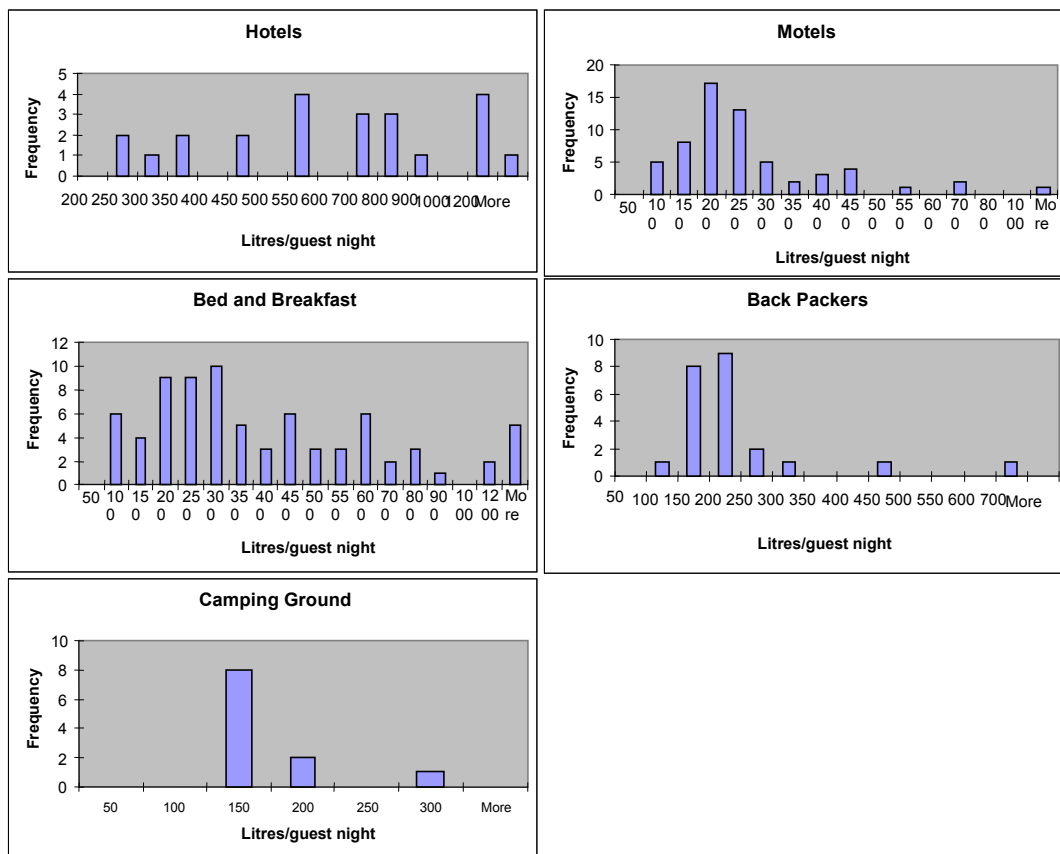 Hotels
Frequency
5
4
3
2
1
0
200 250 300 350 400 450 500 550 600 700 800 900 1000 1200 More
Litres/guest night
Motels
Frequency
20
15
10
5
0
50 10 15 20 25 30 35 40 45 50 55 60 70 80 10 Mo
0 0 0 0 0 0 0 0 0 0 0 0 0 00 re
Litres/guest night
Bed and Breakfast
Frequency
12
10
8
6
4
2
0
50 10 15 20 25 30 35 40 45 50 55 60 70 80 90 10 12 Mo
0 0 0 0 0 0 0 0 0 0 0 0 0 0 00 00 re
Litres/guest night
Back Packers
Frequency
10
8
6
4
2
0
50 100 150 200 250 300 350 400 450 500 550 600 700 More
Litres/guest night
Camping Ground
Frequency
10
8
6
4
2
0
50 100 150 200 250 300 More
Litres/guest night